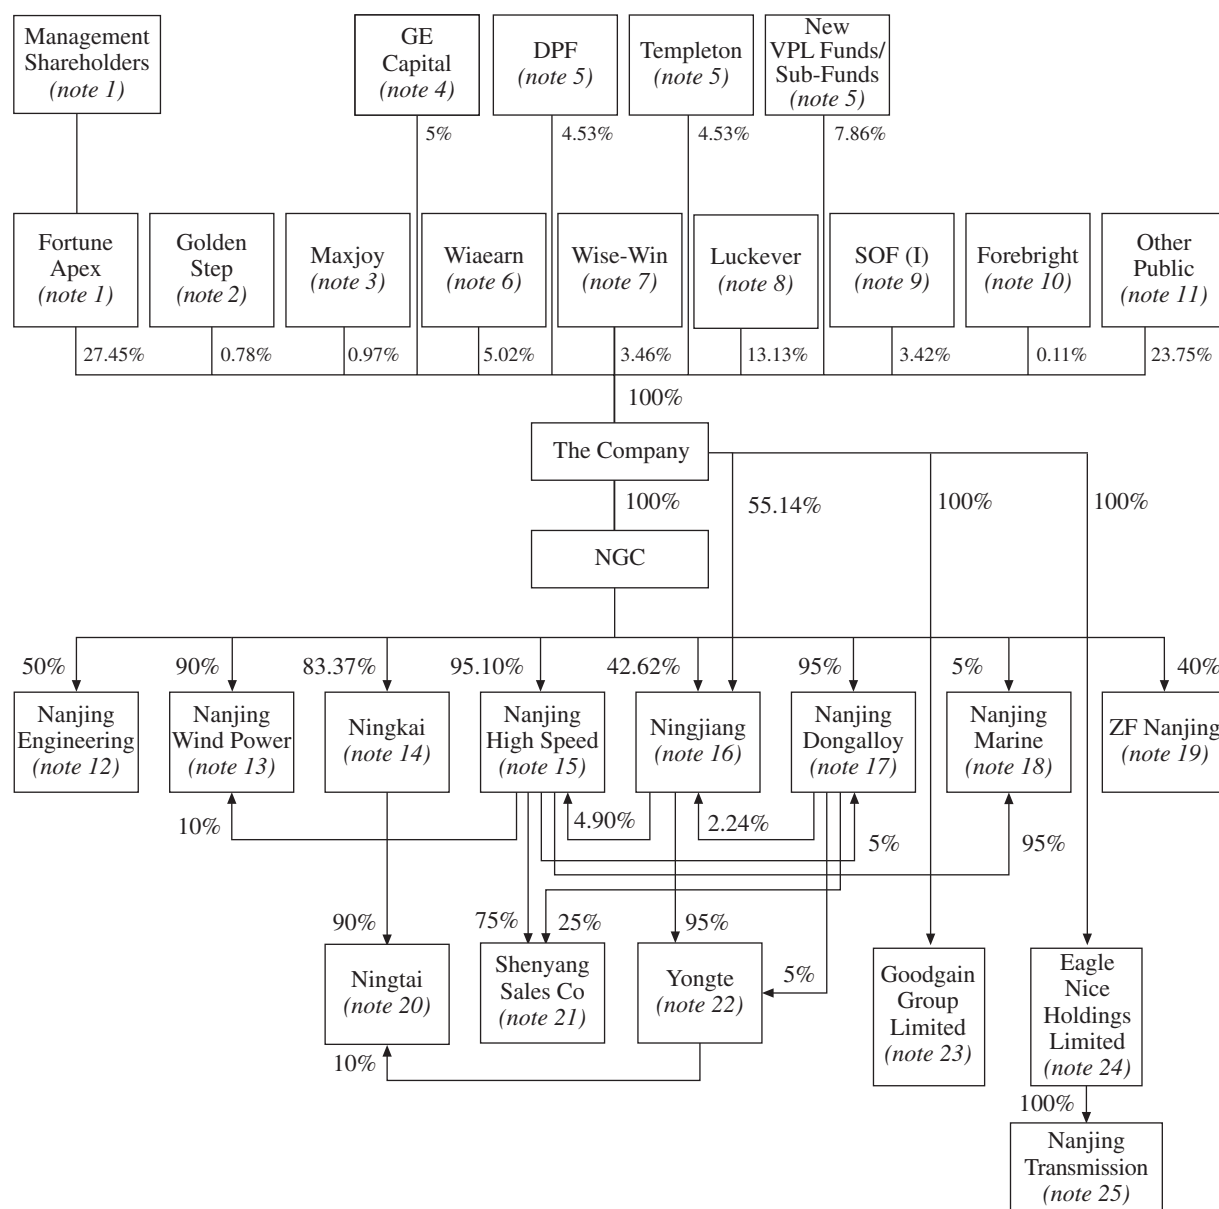 Management
Shareholders
(note 1)
GE
Capital
(note 4)
DPF
(note 5)
Templeton
(note 5)
New
VPL Funds/
Sub-Funds
(note 5)
5%
4.53%
4.53%
7.86%
Fortune
Apex
(note 1)
Golden
Step
(note 2)
Maxjoy
(note 3)
Wiaearn
(note 6)
Wise-Win
(note 7)
Luckever
(note 8)
SOF (I)
(note 9)
Forebright
(note 10)
Other
Public
(note 11)
27.45%
0.78%
0.97%
5.02%
3.46%
13.13%
3.42%
0.11%
23.75%
100%
The Company
100%
55.14%
100%
100%
NGC
50%
90%
83.37%
95.10%
42.62%
95%
5%
40%
Nanjing
Engineering
(note 12)
Nanjing
Wind Power
(note 13)
Ningkai
(note 14)
Nanjing
High Speed
(note 15)
Ningjiang
(note 16)
Nanjing
Dongalloy
(note 17)
Nanjing
Marine
(note 18)
ZF Nanjing
(note 19)
10%
4.90%
2.24%
5%
95%
90%
75%
25%
95%
5%
Ningtai
(note 20)
Shenyang
Sales Co
(note 21)
Yongte
(note 22)
Goodgain
Group
Limited
(note 23)
Eagle
Nice
Holdings
Limited
(note 24)
10%
100%
Nanjing
Transmission
(note 25)